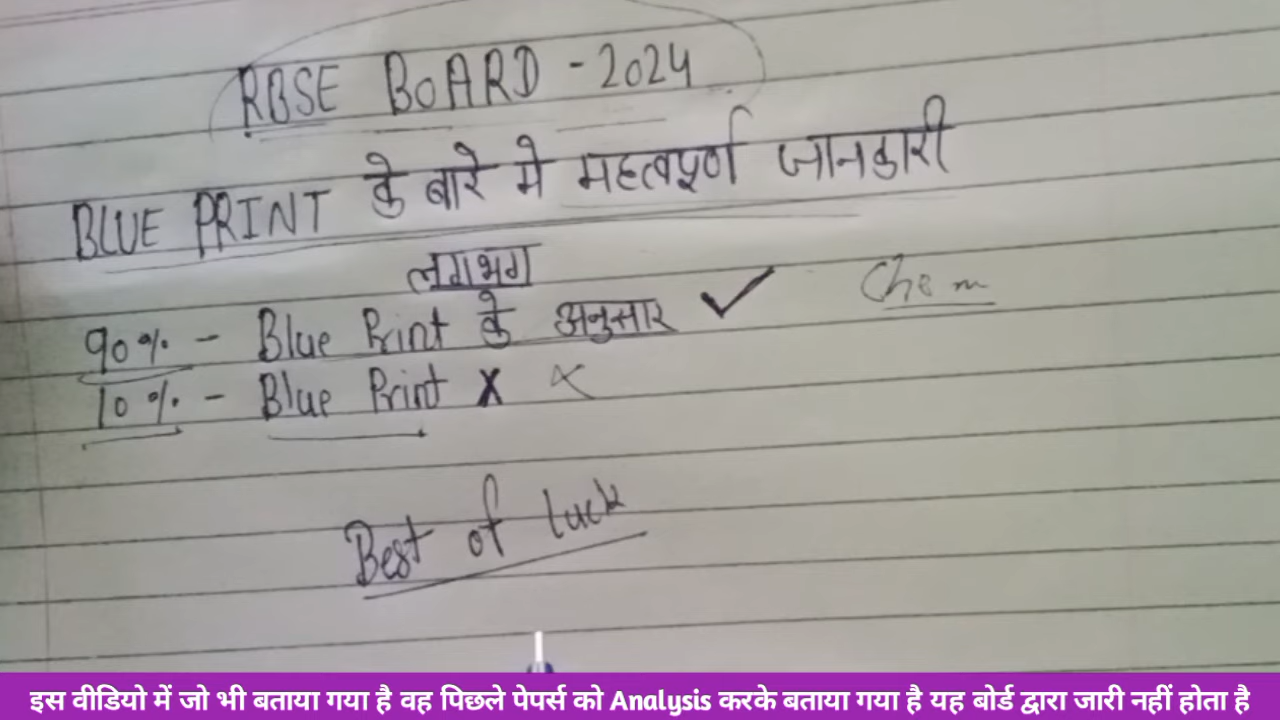 RBSE BOARD - 2024
BLUE PRINT के बारे मे महत्वपूर्ण जानकारी
लगभग
90% - Blue Print के अनुसार ✓ Chem
10% - Blue Print X X
Best of luck
इस वीडियो में जो भी बताया गया है वह पिछले पेपर्स को Analysis करके बताया गया है यह बोर्ड द्वारा जारी नहीं होता है